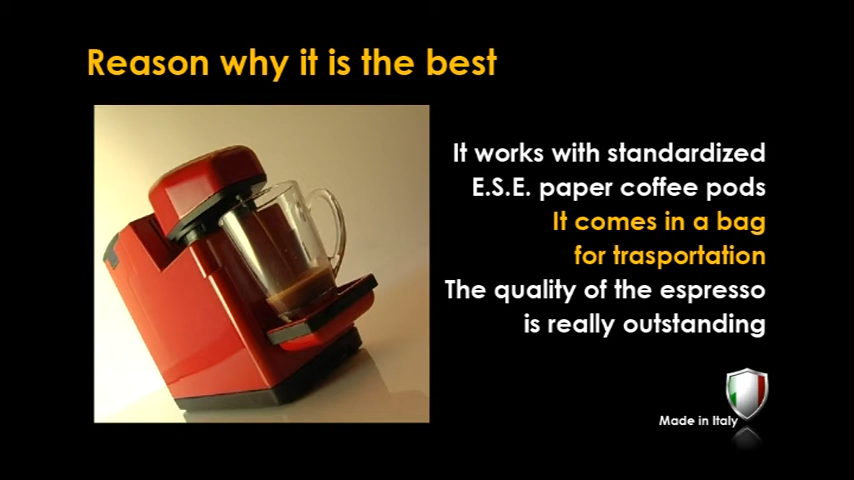 Reason why it is the best
It works with standardized
E.S.E. paper coffee pods
It comes in a bag
for trasportation
The quality of the espresso
is really outstanding
Made in Italy